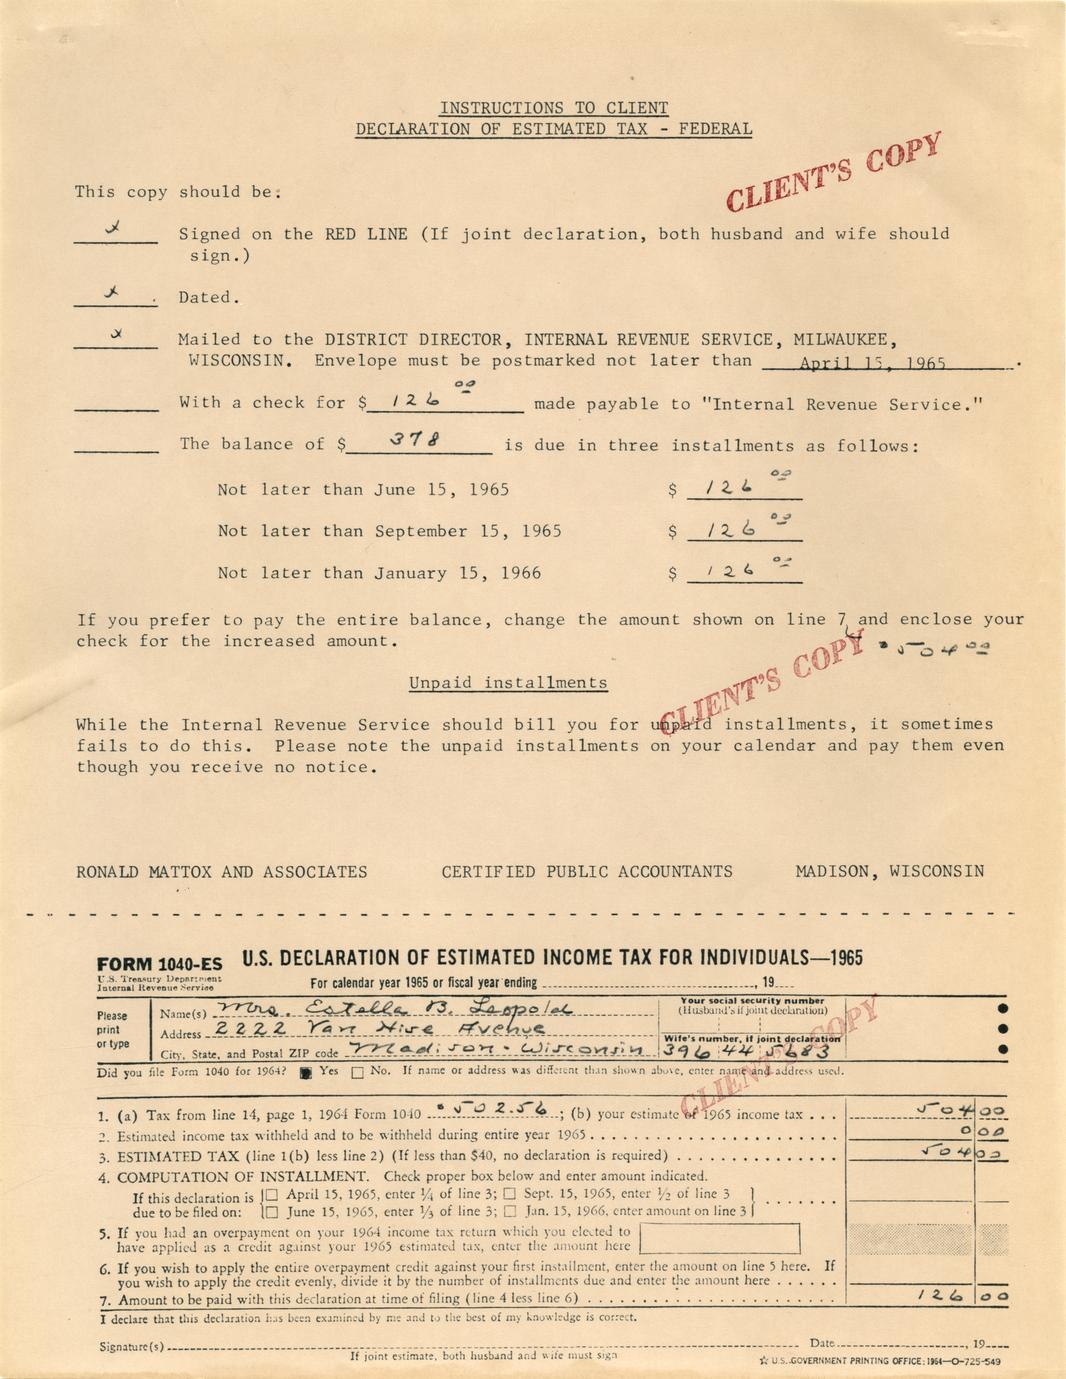 INSTRUCTIONS TO CLIENT
DECLARATION OF ESTIMATED TAX - FEDERAL
CLIENT'S COPY
This copy should be:
x Signed on the RED LINE (If joint declaration, both husband and wife should
sign.)
x Dated.
x Mailed to the DISTRICT DIRECTOR, INTERNAL REVENUE SERVICE, MILWAUKEE,
WISCONSIN. Envelope must be postmarked not later than April 15, 1965.
With a check for $ 126 00 made payable to "Internal Revenue Service."
The balance of $ 378 is due in three installments as follows:
Not later than June 15, 1965 $ 126 00
Not later than September 15, 1965 $ 126 00
Not later than January 15, 1966 $ 126 00
If you prefer to pay the entire balance, change the amount shown on line 7 and enclose your
check for the increased amount. 504 00
CLIENT'S COPY
Unpaid installments
While the Internal Revenue Service should bill you for unpaid installments, it sometimes
fails to do this. Please note the unpaid installments on your calendar and pay them even
though you receive no notice.
RONALD MATTOX AND ASSOCIATES CERTIFIED PUBLIC ACCOUNTANTS MADISON, WISCONSIN
FORM 1040-ES U.S. DECLARATION OF ESTIMATED INCOME TAX FOR INDIVIDUALS—1965
U.S. Treasury Department
Internal Revenue Service
For calendar year 1965 or fiscal year ending , 19
Please
print
or type
Name(s) Mrs. Estella B. Leopold
Address 2222 Van Hise Avenue
City, State, and Postal ZIP code Madison - Wisconsin
Your social security number
(Husband's if joint declaration)
Wife's number, if joint declaration
396 44 5683
CLIENT'S COPY
Did you file Form 1040 for 1964? Yes No. If name or address was different than shown above, enter name and address used.
1. (a) Tax from line 14, page 1, 1964 Form 1040 502.56; (b) your estimate of 1965 income tax . . . 504 00
2. Estimated income tax withheld and to be withheld during entire year 1965 . . . 0 00
3. ESTIMATED TAX (line 1(b) less line 2) (If less than $40, no declaration is required) . . . 504 00
4. COMPUTATION OF INSTALLMENT. Check proper box below and enter amount indicated.
If this declaration is April 15, 1965, enter ¼ of line 3; Sept. 15, 1965, enter ½ of line 3
due to be filed on: June 15, 1965, enter ⅓ of line 3; Jan. 15, 1966, enter amount on line 3
5. If you had an overpayment on your 1964 income tax return which you elected to
have applied as a credit against your 1965 estimated tax, enter the amount here
6. If you wish to apply the entire overpayment credit against your first installment, enter the amount on line 5 here. If
you wish to apply the credit evenly, divide it by the number of installments due and enter the amount here . . .
7. Amount to be paid with this declaration at time of filing (line 4 less line 6) . . . 126 00
I declare that this declaration has been examined by me and to the best of my knowledge is correct.
Signature(s) Date , 19
If joint estimate, both husband and wife must sign
☆ U.S. GOVERNMENT PRINTING OFFICE: 1964—O-725-549